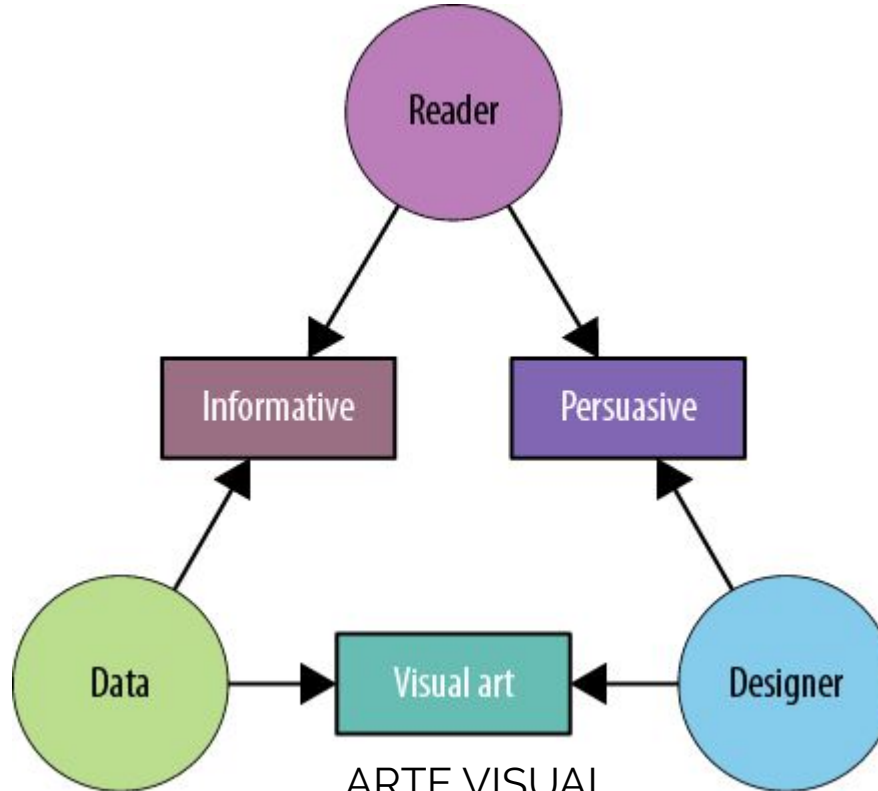 Reader
Informative
Persuasive
Data
Visual art
Designer
ARTE VISUAL